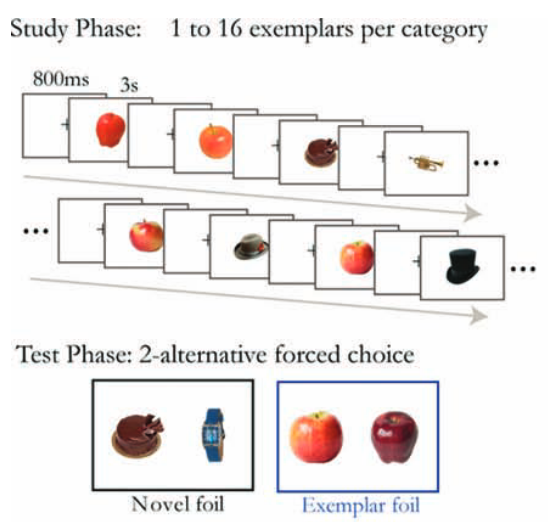 Study Phase: 1 to 16 exemplars per category
800ms
3s
...
...
...
Test Phase: 2-alternative forced choice
Novel foil
Exemplar foil